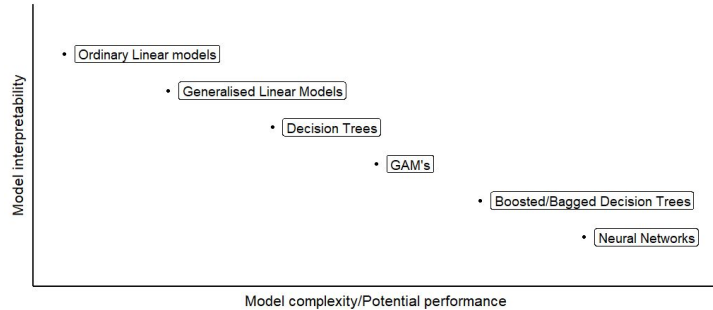 Model interpretability
Ordinary Linear models
Generalised Linear Models
Decision Trees
GAM's
Boosted/Bagged Decision Trees
Neural Networks
Model complexity/Potential performance